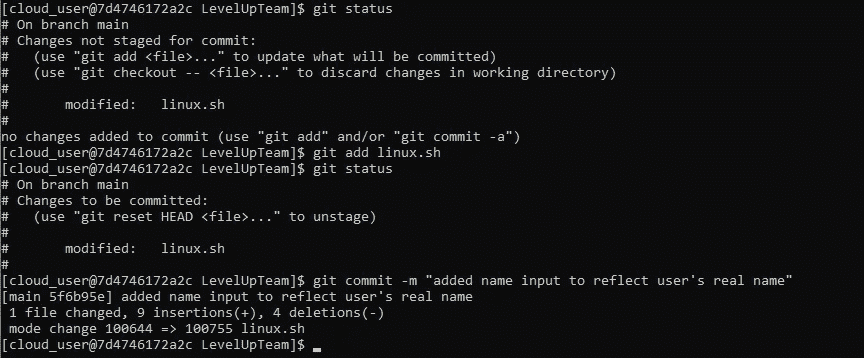 [cloud_user@7d4746172a2c LevelUpTeam]$ git status
# On branch main
# Changes not staged for commit:
#   (use "git add <file>..." to update what will be committed)
#   (use "git checkout -- <file>..." to discard changes in working directory)
#
#       modified:   linux.sh
#
no changes added to commit (use "git add" and/or "git commit -a")
[cloud_user@7d4746172a2c LevelUpTeam]$ git add linux.sh
[cloud_user@7d4746172a2c LevelUpTeam]$ git status
# On branch main
# Changes to be committed:
#   (use "git reset HEAD <file>..." to unstage)
#
#       modified:   linux.sh
#
[cloud_user@7d4746172a2c LevelUpTeam]$ git commit -m "added name input to reflect user's real name"
[main 5f6b95e] added name input to reflect user's real name
 1 file changed, 9 insertions(+), 4 deletions(-)
 mode change 100644 => 100755 linux.sh
[cloud_user@7d4746172a2c LevelUpTeam]$